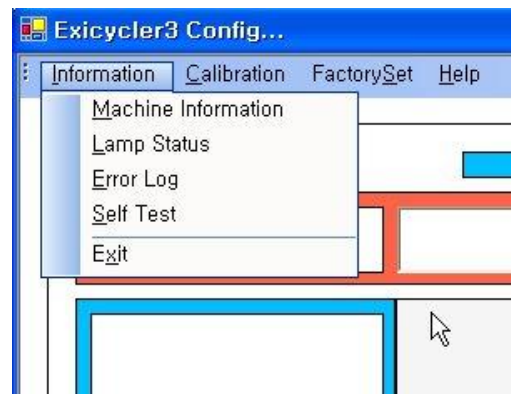 Exicycler3 Config...
Information Calibration FactorySet Help
Machine Information
Lamp Status
Error Log
Self Test
Exit